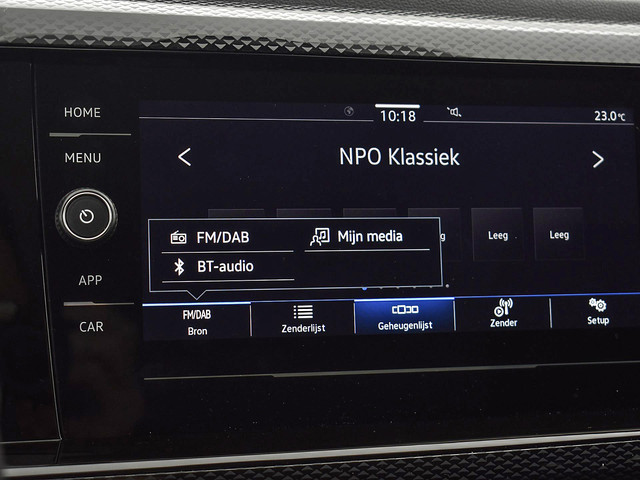 HOME
MENU
APP
CAR
10:18
23.0°C
NPO Klassiek
FM/DAB
Mijn media
BT-audio
Leeg
Leeg
FM/DAB
Bron
Zenderlijst
Geheugenlijst
Zender
Setup